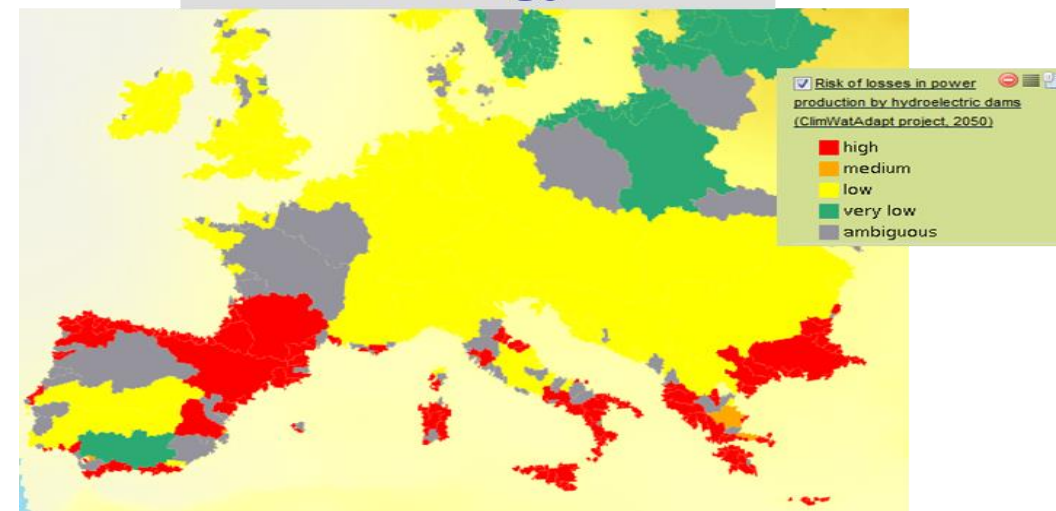 Risk of losses in power
production by hydroelectric dams
(ClimWatAdapt project, 2050)
high
medium
low
very low
ambiguous